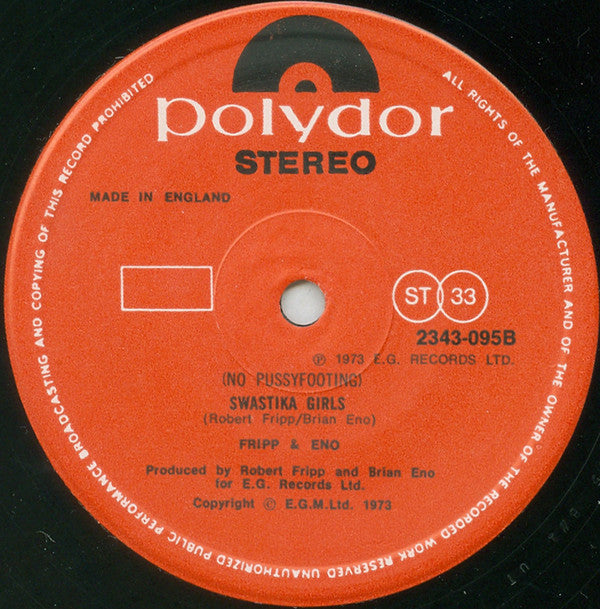 polydor
STEREO
MADE IN ENGLAND
ST 33
2343-095B
℗ 1973 E.G. RECORDS LTD.
(NO PUSSYFOOTING)
SWASTIKA GIRLS
(Robert Fripp/Brian Eno)
FRIPP & ENO
Produced by Robert Fripp and Brian Eno
for E.G. Records Ltd.
Copyright © E.G.M.Ltd. 1973
ALL RIGHTS OF THE MANUFACTURER AND OF THE OWNER OF THE RECORDED WORK RESERVED UNAUTHORIZED PUBLIC PERFORMANCE BROADCASTING AND COPYING OF THIS RECORD PROHIBITED